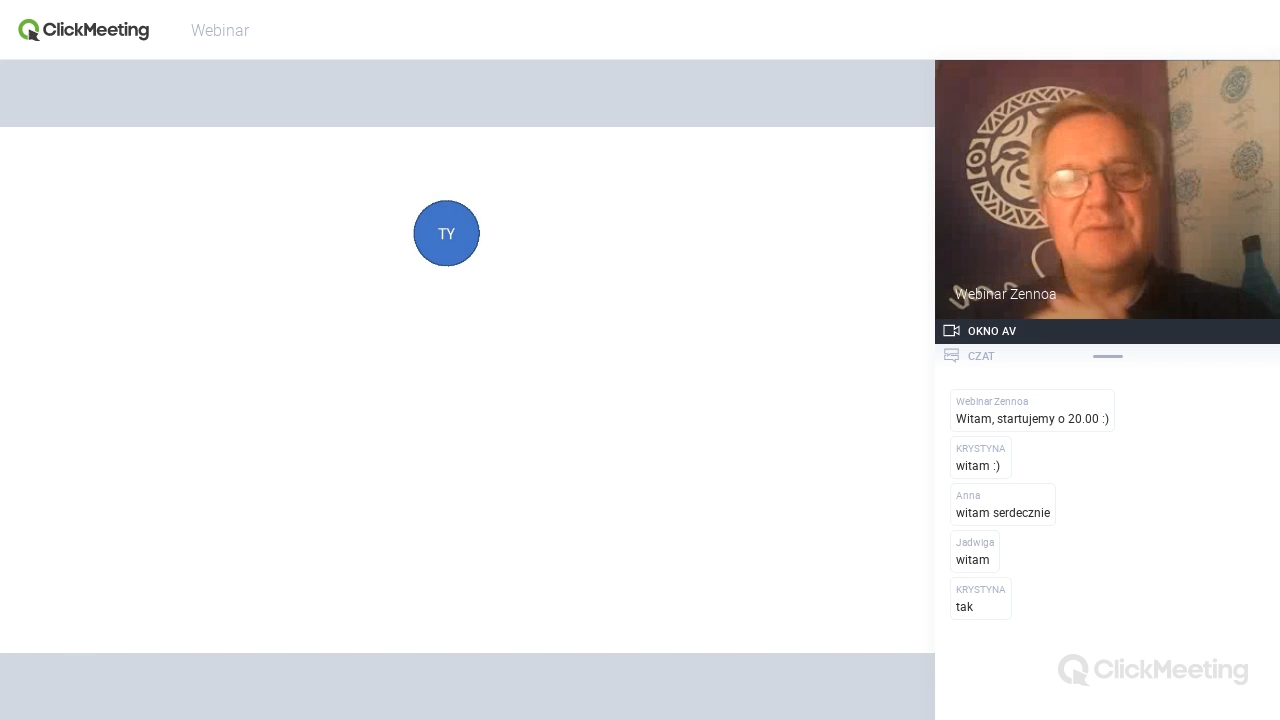 ClickMeeting
Webinar
TY
Webinar Zennoa
OKNO AV
CZAT
Webinar Zennoa
Witam, startujemy o 20.00 :)
KRYSTYNA
witam :)
Anna
witam serdecznie
Jadwiga
witam
KRYSTYNA
tak
ClickMeeting